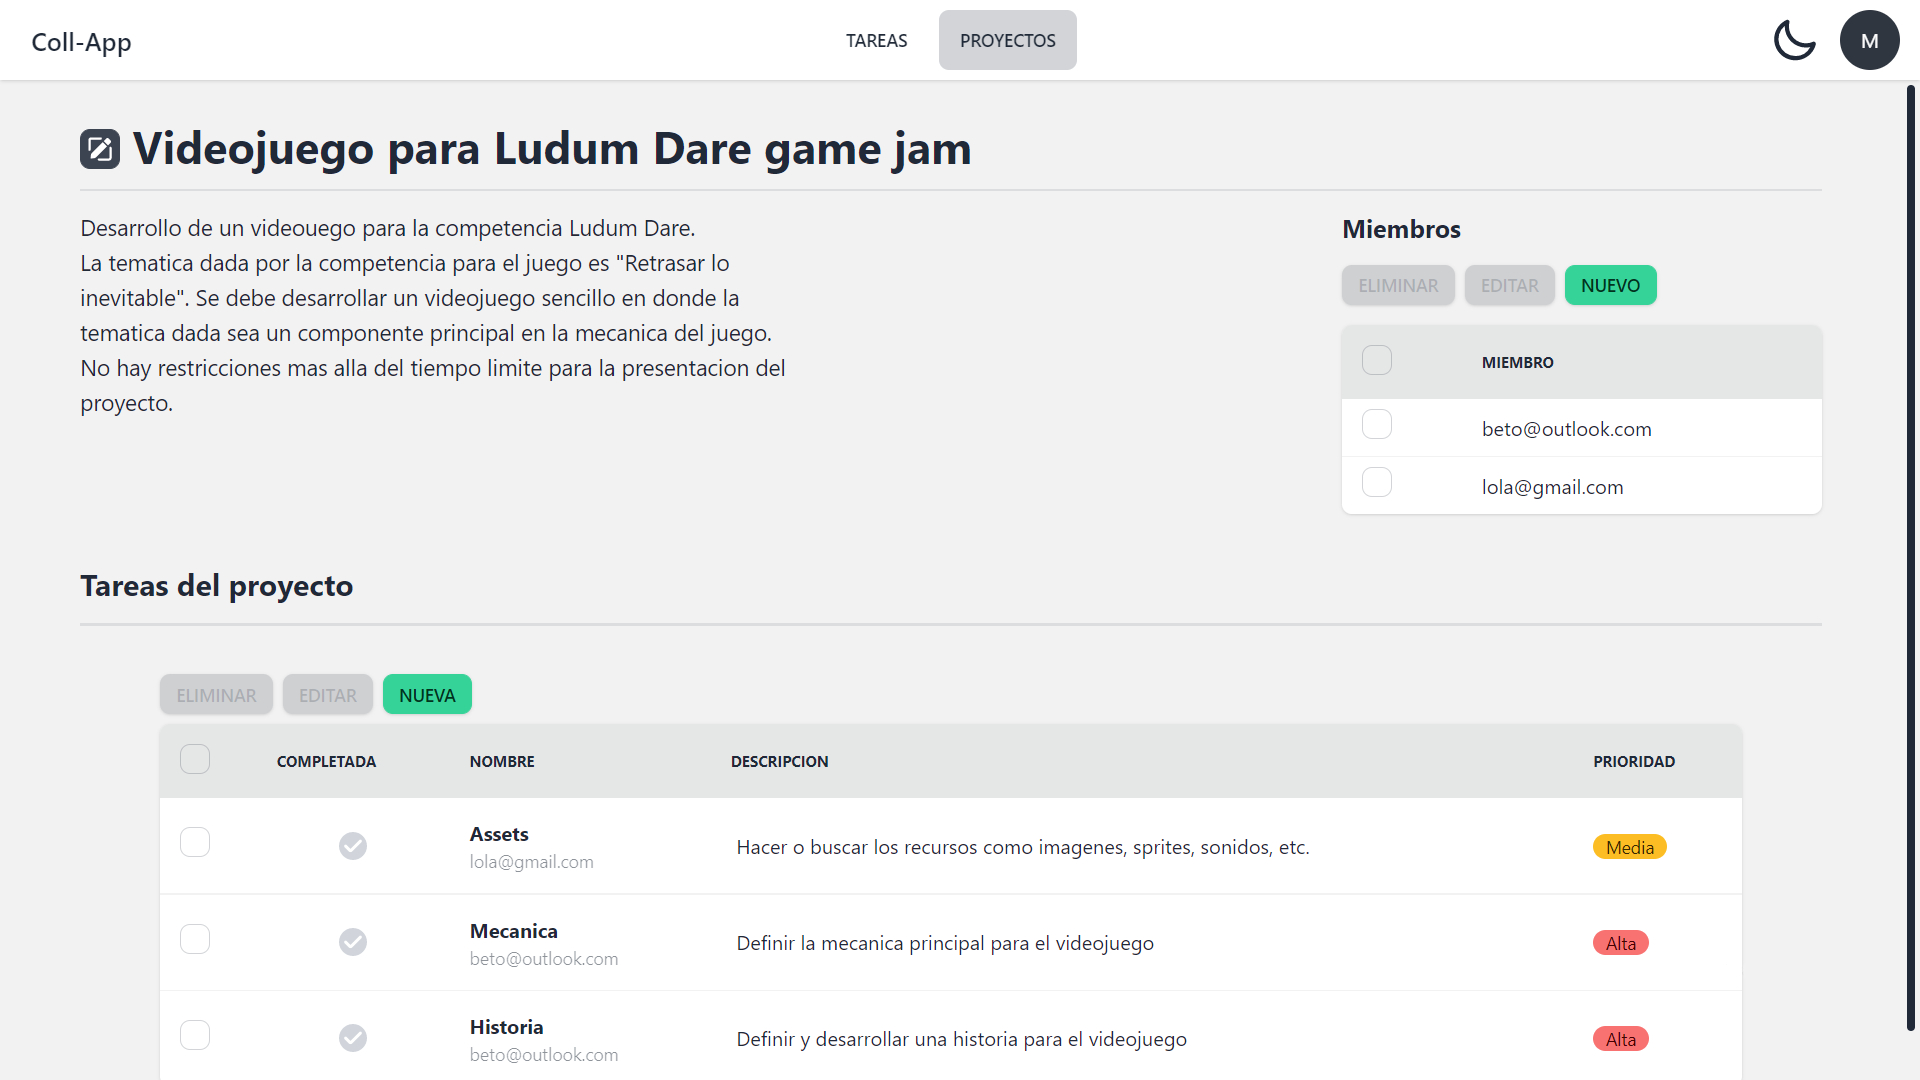 Coll-App
TAREAS
PROYECTOS
M
Videojuego para Ludum Dare game jam
Desarrollo de un videouego para la competencia Ludum Dare.
La tematica dada por la competencia para el juego es "Retrasar lo
inevitable". Se debe desarrollar un videojuego sencillo en donde la
tematica dada sea un componente principal en la mecanica del juego.
No hay restricciones mas alla del tiempo limite para la presentacion del
proyecto.
Miembros
ELIMINAR
EDITAR
NUEVO
MIEMBRO
beto@outlook.com
lola@gmail.com
Tareas del proyecto
ELIMINAR
EDITAR
NUEVA
COMPLETADA
NOMBRE
DESCRIPCION
PRIORIDAD
Assets
lola@gmail.com
Hacer o buscar los recursos como imagenes, sprites, sonidos, etc.
Media
Mecanica
beto@outlook.com
Definir la mecanica principal para el videojuego
Alta
Historia
beto@outlook.com
Definir y desarrollar una historia para el videojuego
Alta